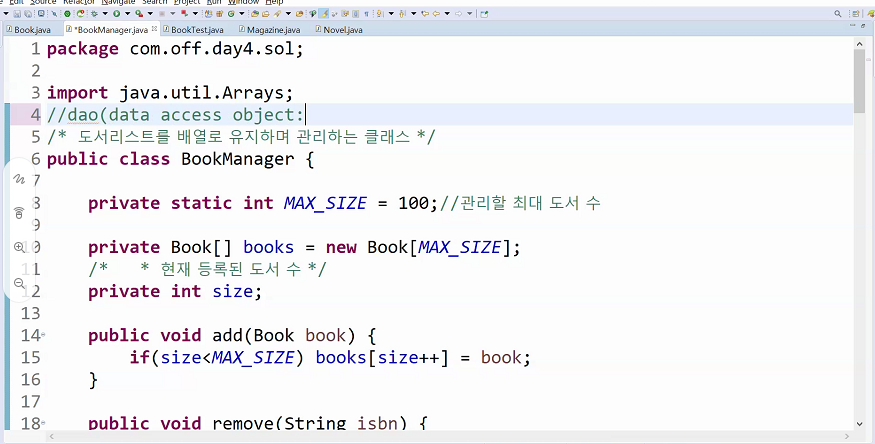 Edit Source Refactor Navigate Search Project Run Window Help
Book.java *BookManager.java BookTest.java Magazine.java Novel.java
1 package com.off.day4.sol;
2
3 import java.util.Arrays;
4 //dao(data access object:
5 /* 도서리스트를 배열로 유지하며 관리하는 클래스 */
6 public class BookManager {
7
8 private static int MAX_SIZE = 100;//관리할 최대 도서 수
9
10 private Book[] books = new Book[MAX_SIZE];
11 /* * 현재 등록된 도서 수 */
12 private int size;
13
14 public void add(Book book) {
15 if(size<MAX_SIZE) books[size++] = book;
16 }
17
18 public void remove(String isbn) {